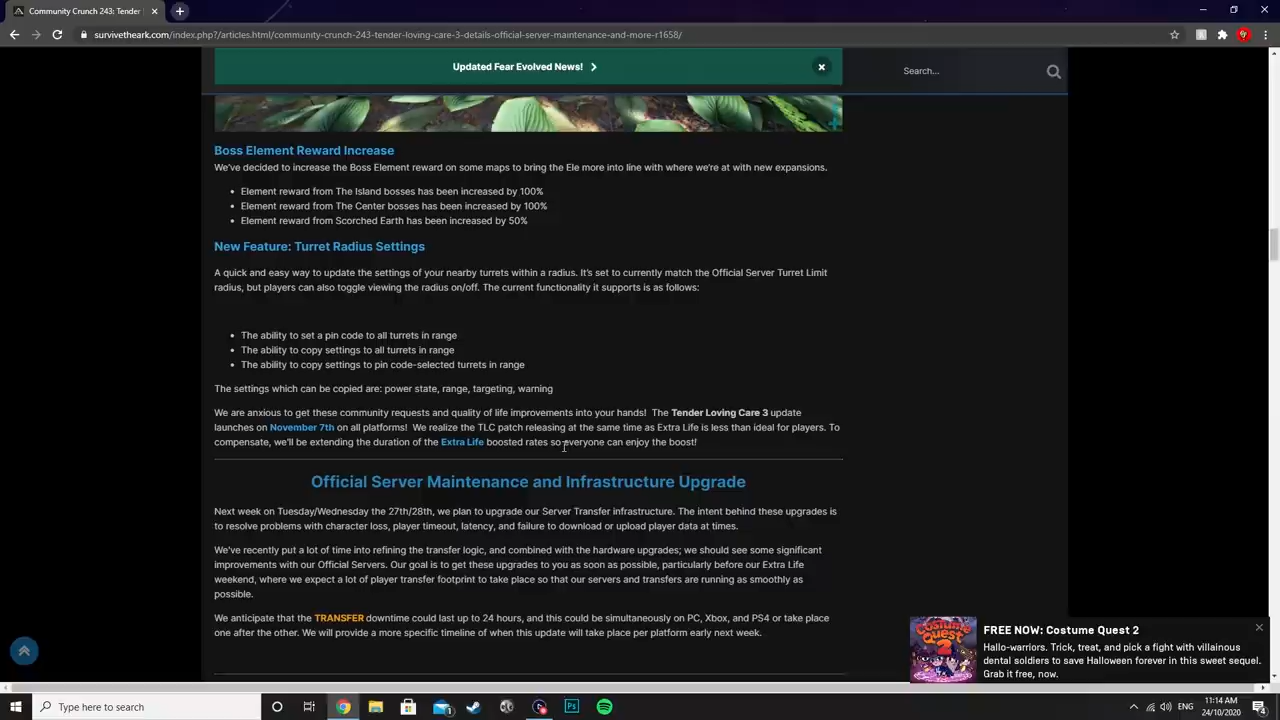 Community Crunch 243: Tender
survivetheark.com/index.php?/articles.html/community-crunch-243-tender-loving-care-3-details-official-server-maintenance-and-more-r1658/
Updated Fear Evolved News!
Search...
Boss Element Reward Increase
We've decided to increase the Boss Element reward on some maps to bring the Ele more into line with where we're at with new expansions.
Element reward from The Island bosses has been increased by 100%
Element reward from The Center bosses has been increased by 100%
Element reward from Scorched Earth has been increased by 50%
New Feature: Turret Radius Settings
A quick and easy way to update the settings of your nearby turrets within a radius. It's set to currently match the Official Server Turret Limit
radius, but players can also toggle viewing the radius on/off. The current functionality it supports is as follows:
The ability to set a pin code to all turrets in range
The ability to copy settings to all turrets in range
The ability to copy settings to pin code-selected turrets in range
The settings which can be copied are: power state, range, targeting, warning
We are anxious to get these community requests and quality of life improvements into your hands! The Tender Loving Care 3 update
launches on November 7th on all platforms! We realize the TLC patch releasing at the same time as Extra Life is less than ideal for players. To
compensate, we'll be extending the duration of the Extra Life boosted rates so everyone can enjoy the boost!
Official Server Maintenance and Infrastructure Upgrade
Next week on Tuesday/Wednesday the 27th/28th, we plan to upgrade our Server Transfer infrastructure. The intent behind these upgrades is
to resolve problems with character loss, player timeout, latency, and failure to download or upload player data at times.
We've recently put a lot of time into refining the transfer logic, and combined with the hardware upgrades; we should see some significant
improvements with our Official Servers. Our goal is to get these upgrades to you as soon as possible, particularly before our Extra Life
weekend, where we expect a lot of player transfer footprint to take place so that our servers and transfers are running as smoothly as
possible.
We anticipate that the TRANSFER downtime could last up to 24 hours, and this could be simultaneously on PC, Xbox, and PS4 or take place
one after the other. We will provide a more specific timeline of when this update will take place per platform early next week.
COSTUME QUEST 2
FREE NOW: Costume Quest 2
Hallo-warriors. Trick, treat, and pick a fight with villainous
dental soldiers to save Halloween forever in this sweet sequel.
Grab it free, now.
Type here to search
Ps
ENG
11:14 AM
24/10/2020